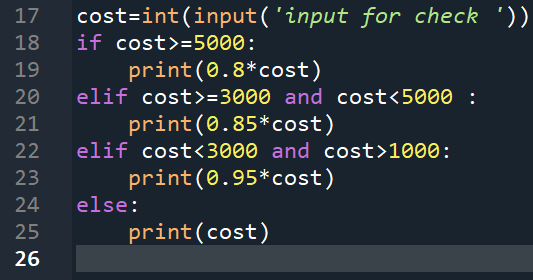 17 cost=int(input('input for check '))
18 if cost>=5000:
19     print(0.8*cost)
20 elif cost>=3000 and cost<5000 :
21     print(0.85*cost)
22 elif cost<3000 and cost>1000:
23     print(0.95*cost)
24 else:
25     print(cost)
26